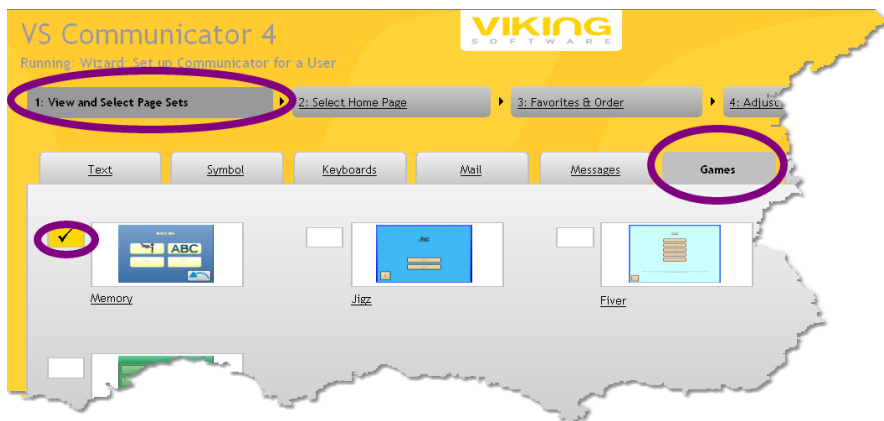 VS Communicator 4
VIKING
SOFTWARE
Running: Wizard: Set up Communicator for a User
1: View and Select Page Sets
2: Select Home Page
3: Favorites & Order
4: Adjust
Text
Symbol
Keyboards
Mail
Messages
Games
ABC
Memory
Jigz
Fiver